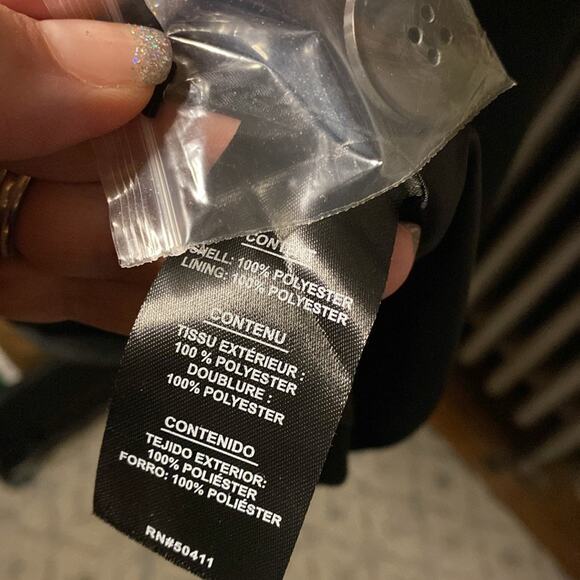 SHELL: 100% POLYESTER
LINING: 100% POLYESTER
CONTENU
TISSU EXTÉRIEUR :
100 % POLYESTER
DOUBLURE :
100% POLYESTER
CONTENIDO
TEJIDO EXTERIOR:
100% POLIÉSTER
FORRO: 100% POLIÉSTER
RN#50411